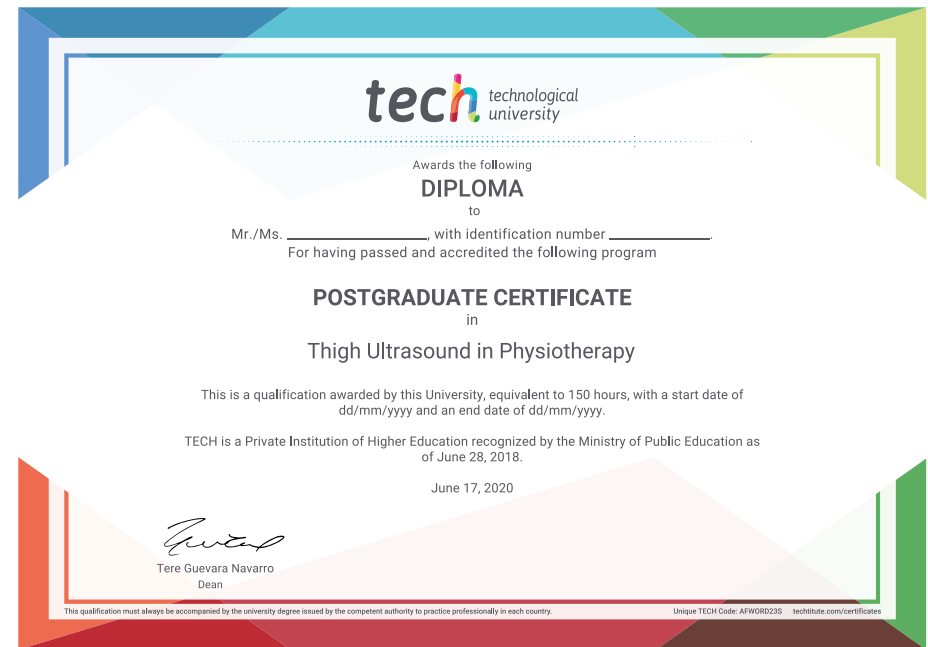 tech technological
university
Awards the following
DIPLOMA
to
Mr./Ms. ____________________, with identification number ______________.
For having passed and accredited the following program
POSTGRADUATE CERTIFICATE
in
Thigh Ultrasound in Physiotherapy
This is a qualification awarded by this University, equivalent to 150 hours, with a start date of
dd/mm/yyyy and an end date of dd/mm/yyyy.
TECH is a Private Institution of Higher Education recognized by the Ministry of Public Education as
of June 28, 2018.
June 17, 2020
Tere Guevara Navarro
Dean
This qualification must always be accompanied by the university degree issued by the competent authority to practice professionally in each country. Unique TECH Code: AFWORD23S techtitute.com/certificates